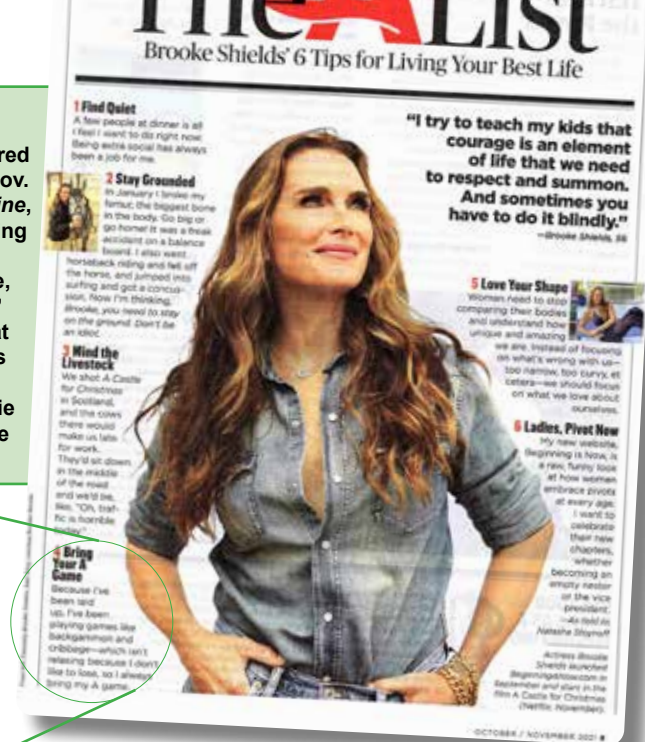 The A List
Brooke Shields' 6 Tips for Living Your Best Life
red
ov.
ine,
ng
e,
"
at
s
ie
e
1 Find Quiet
A few people at dinner is all
I feel I want to do right now.
Being extra social has always
been a job for me.
2 Stay Grounded
In January I broke my
femur, the biggest bone
in the body. Go big or
go home! It was a freak
accident on a balance
board. I also went
horseback riding and fell off
the horse, and jumped into
surfing and got a concus-
sion. Now I'm thinking,
Brooke, you need to stay
on the ground. Don't be
an idiot.
3 Mind the
Livestock
We shot A Castle
for Christmas
in Scotland,
and the cows
there would
make us late
for work.
They'd sit down
in the middle
of the road
and we'd be,
like, "Oh, traf-
fic is horrible
today."
4 Bring
Your A
Game
Because I've
been laid
up, I've been
playing games like
backgammon and
cribbage—which isn't
relaxing because I don't
like to lose, so I always
bring my A game.
"I try to teach my kids that
courage is an element
of life that we need
to respect and summon.
And sometimes you
have to do it blindly."
—Brooke Shields, 56
5 Love Your Shape
Women need to stop
comparing their bodies
and understand how
unique and amazing
we are. Instead of focusing
on what's wrong with us—
too narrow, too curvy, et
cetera—we should focus
on what we love about
ourselves.
6 Ladies, Pivot Now
My new website,
Beginning is Now, is
a raw, funny look
at how women
embrace pivots
at every age.
I want to
celebrate
their new
chapters,
whether
becoming an
empty nester
or the vice
president.
—As told to
Natasha Stoynoff
Actress Brooke
Shields launched
Beginningisnow.com in
September and stars in the
film A Castle for Christmas
(Netflix, November).
OCTOBER / NOVEMBER 2021 9